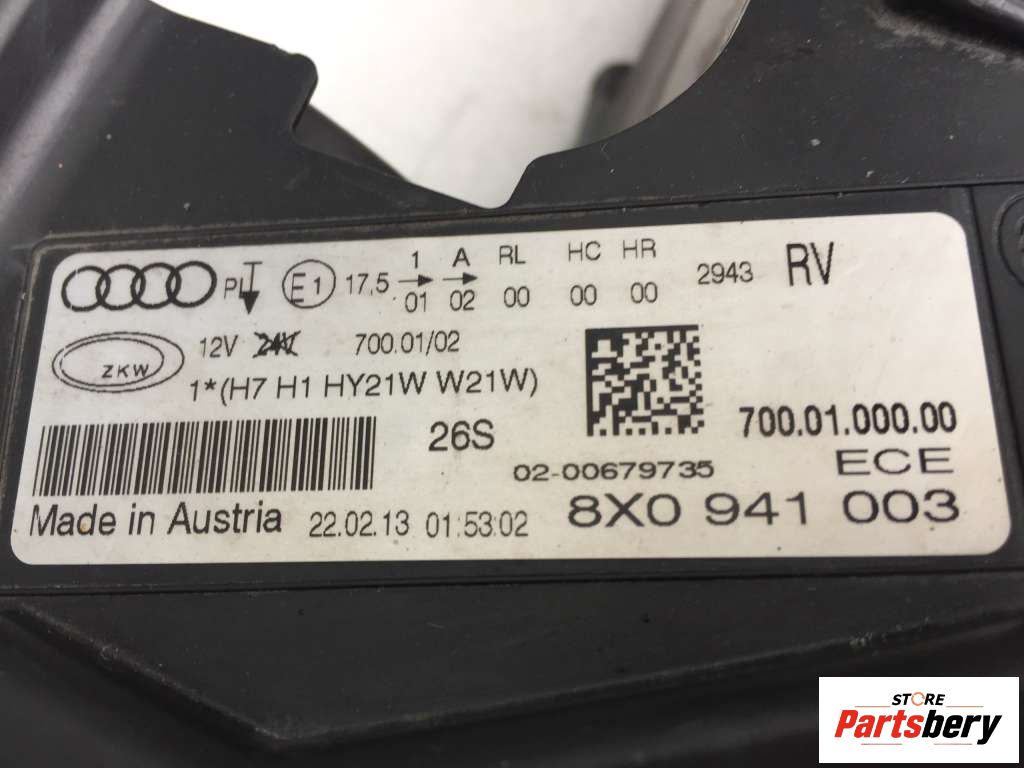 PL E1 17,5 1 A RL HC HR 2943 RV
01 02 00 00 00
12V 24V 700.01/02
ZKW
1*(H7 H1 HY21W W21W)
26S
700.01.000.00
02-00679735 ECE
Made in Austria 22.02.13 01:53:02 8X0 941 003
STORE
Partsbery